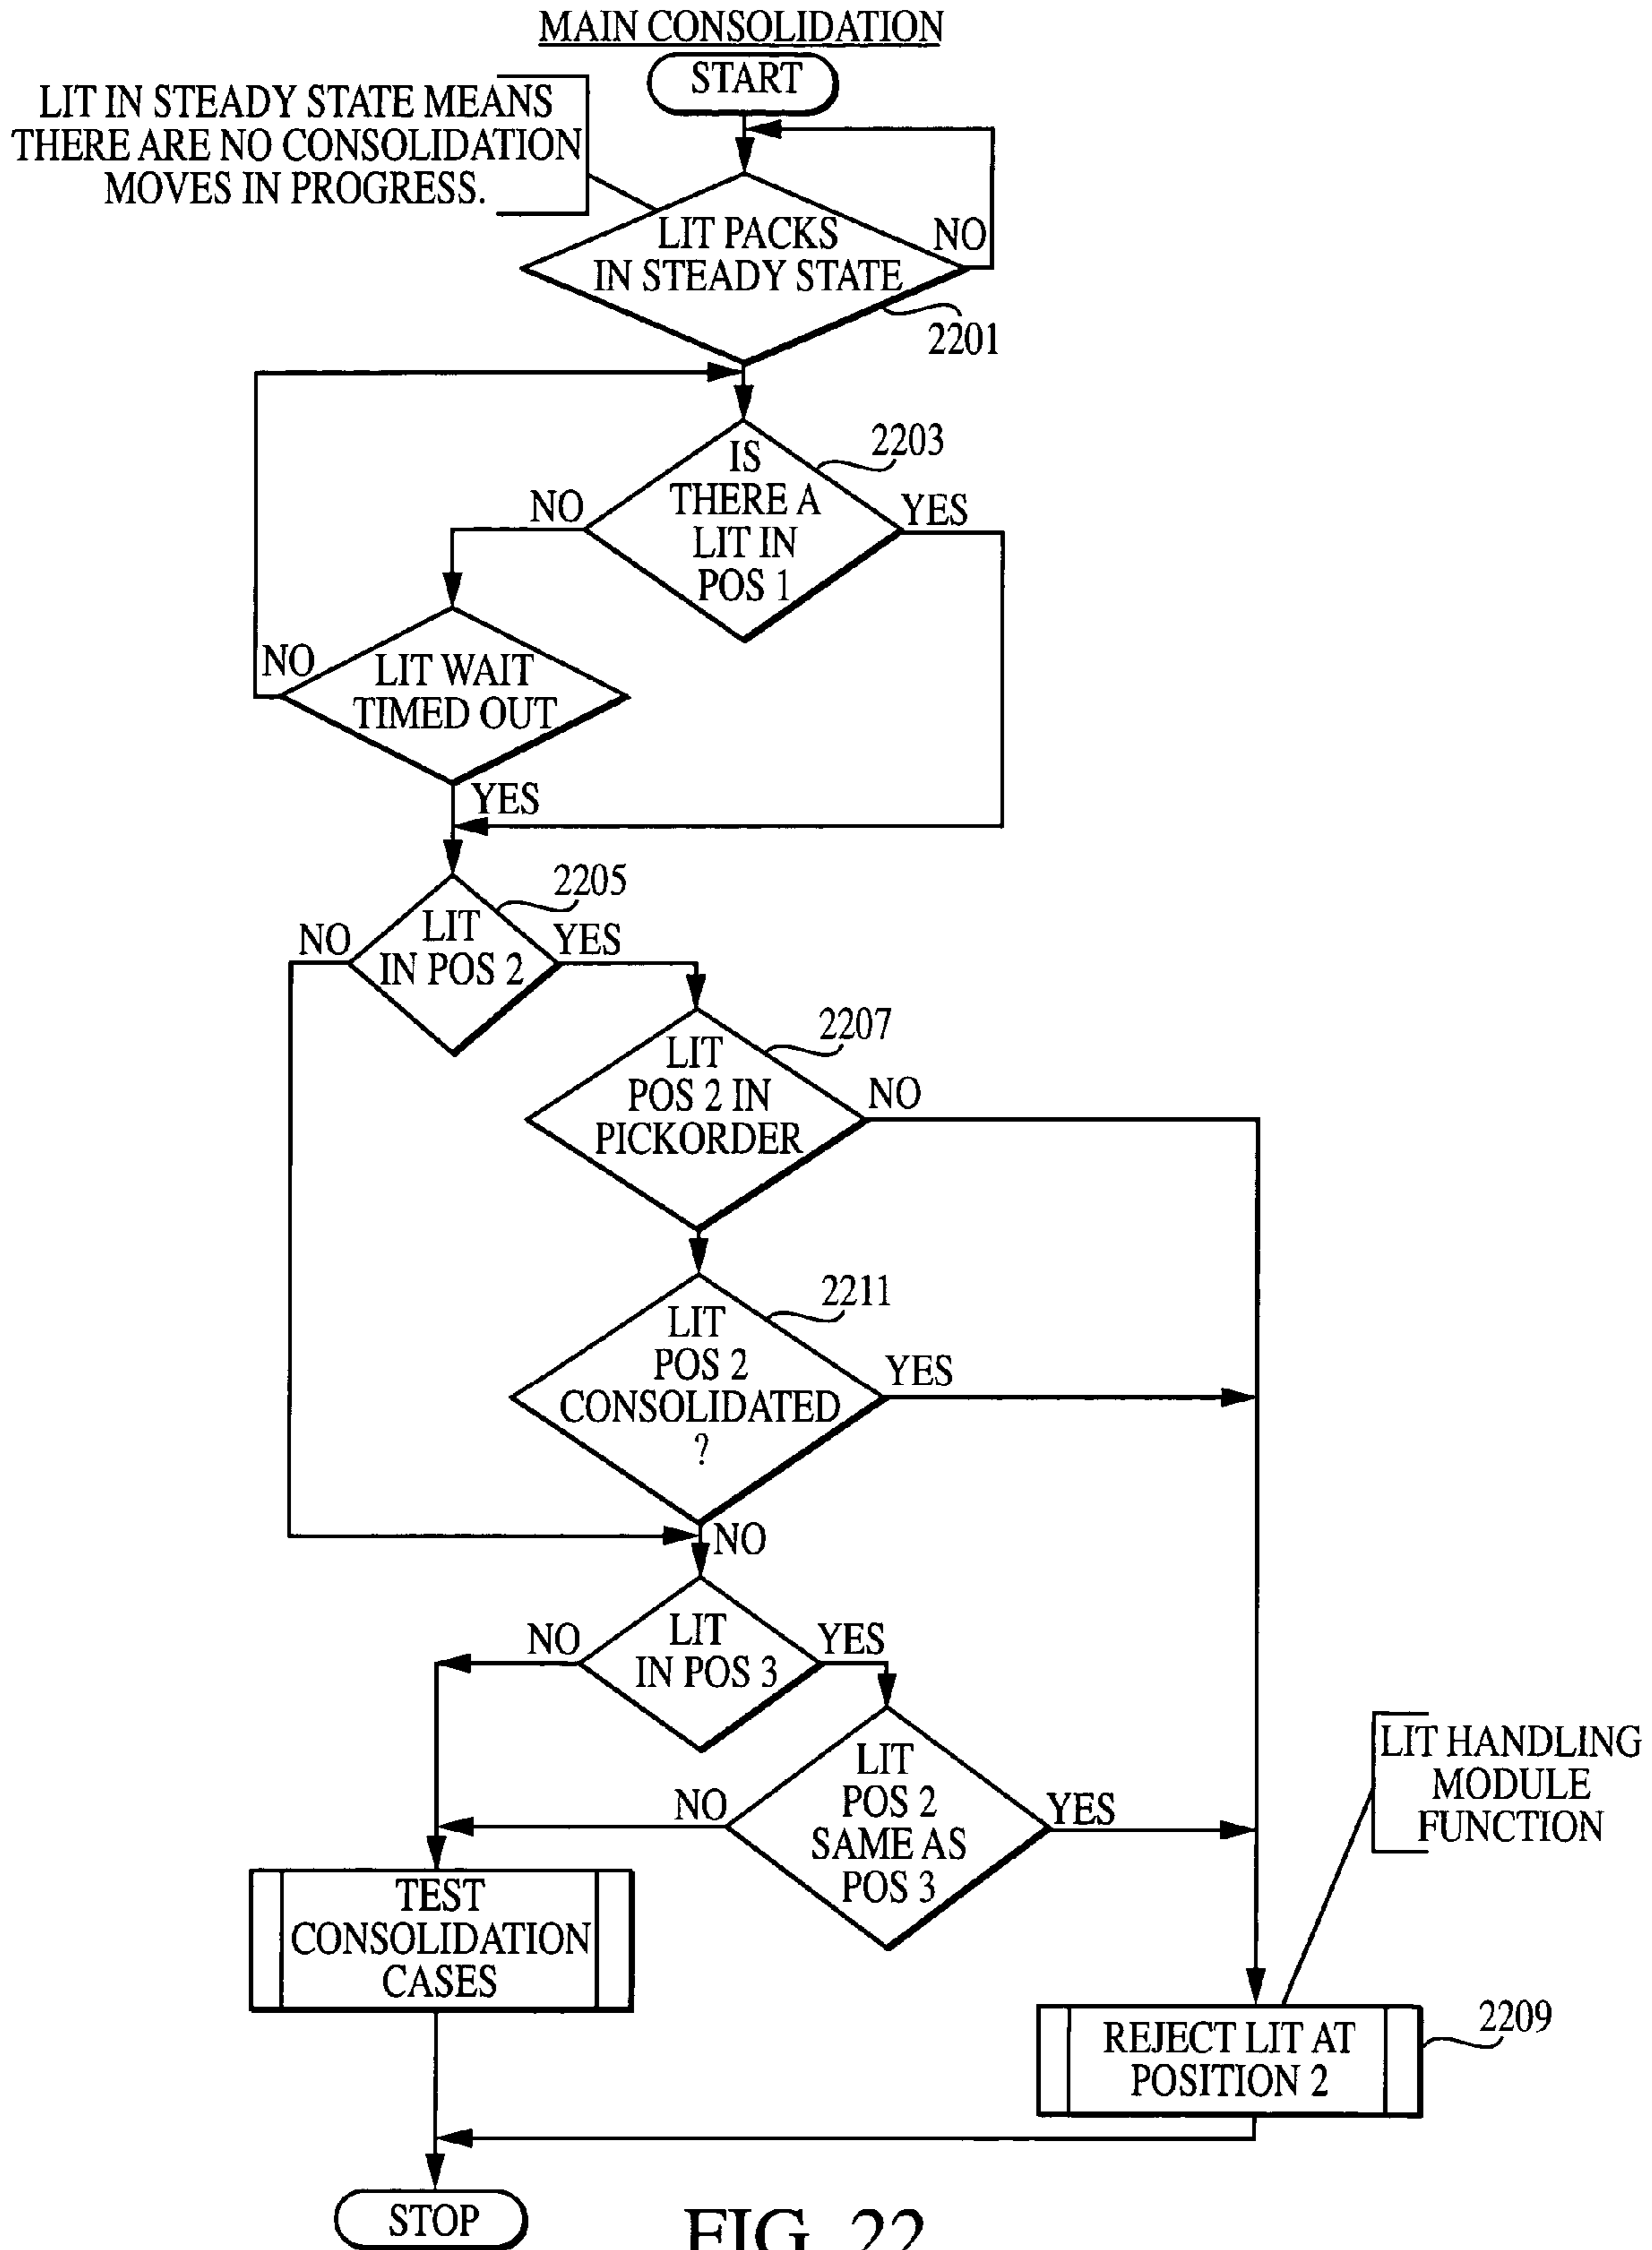 MAIN CONSOLIDATION
START
LIT IN STEADY STATE MEANS
THERE ARE NO CONSOLIDATION
MOVES IN PROGRESS.
LIT PACKS
IN STEADY STATE
NO
2201
2203
IS
THERE A
LIT IN
POS 1
NO
YES
NO
LIT WAIT
TIMED OUT
YES
2205
LIT
IN POS 2
NO
YES
2207
LIT
POS 2 IN
PICKORDER
NO
2211
LIT
POS 2
CONSOLIDATED
?
YES
NO
LIT
IN POS 3
NO
YES
LIT
POS 2
SAME AS
POS 3
NO
YES
LIT HANDLING
MODULE
FUNCTION
TEST
CONSOLIDATION
CASES
REJECT LIT AT
POSITION 2
2209
STOP
FIG. 22